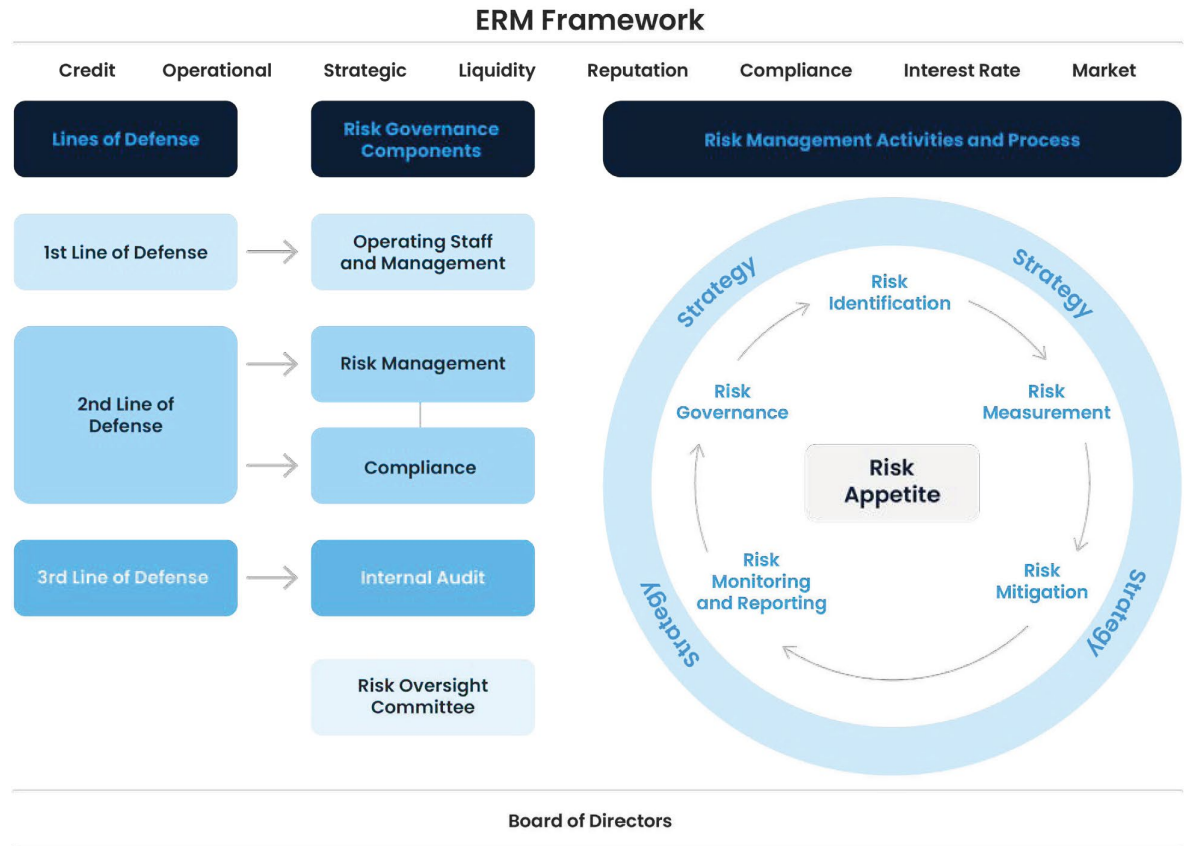 ERM Framework
Credit Operational Strategic Liquidity Reputation Compliance Interest Rate Market
Lines of Defense
Risk Governance
Components
Risk Management Activities and Process
1st Line of Defense
Operating Staff
and Management
2nd Line of
Defense
Risk Management
Compliance
3rd Line of Defense
Internal Audit
Risk Oversight
Committee
Strategy
Strategy
Strategy
Strategy
Risk
Identification
Risk
Measurement
Risk
Mitigation
Risk
Monitoring
and Reporting
Risk
Governance
Risk
Appetite
Board of Directors